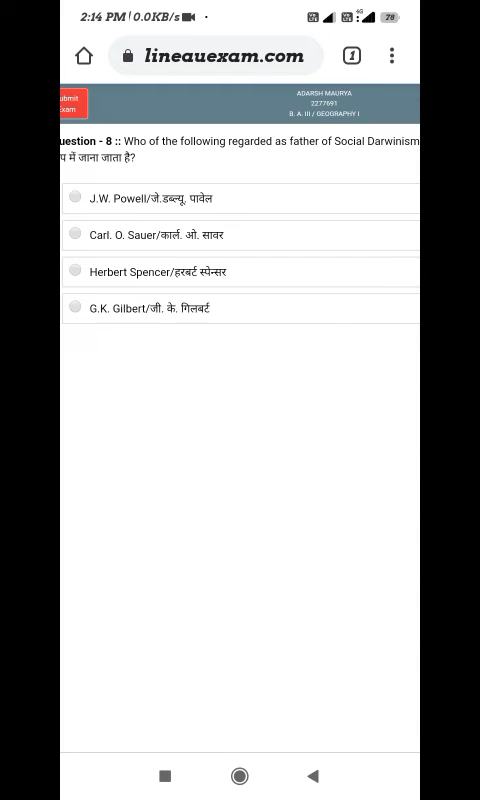 2:14 PM | 0.0KB/s
4G
78
lineauexam.com
1
ubmit
Exam
ADARSH MAURYA
2277691
B. A. III / GEOGRAPHY I
uestion - 8 :: Who of the following regarded as father of Social Darwinism
प में जाना जाता है?
J.W. Powell/जे.डब्ल्यू. पावेल
Carl. O. Sauer/कार्ल. ओ. सावर
Herbert Spencer/हरबर्ट स्पेन्सर
G.K. Gilbert/जी. के. गिलबर्ट